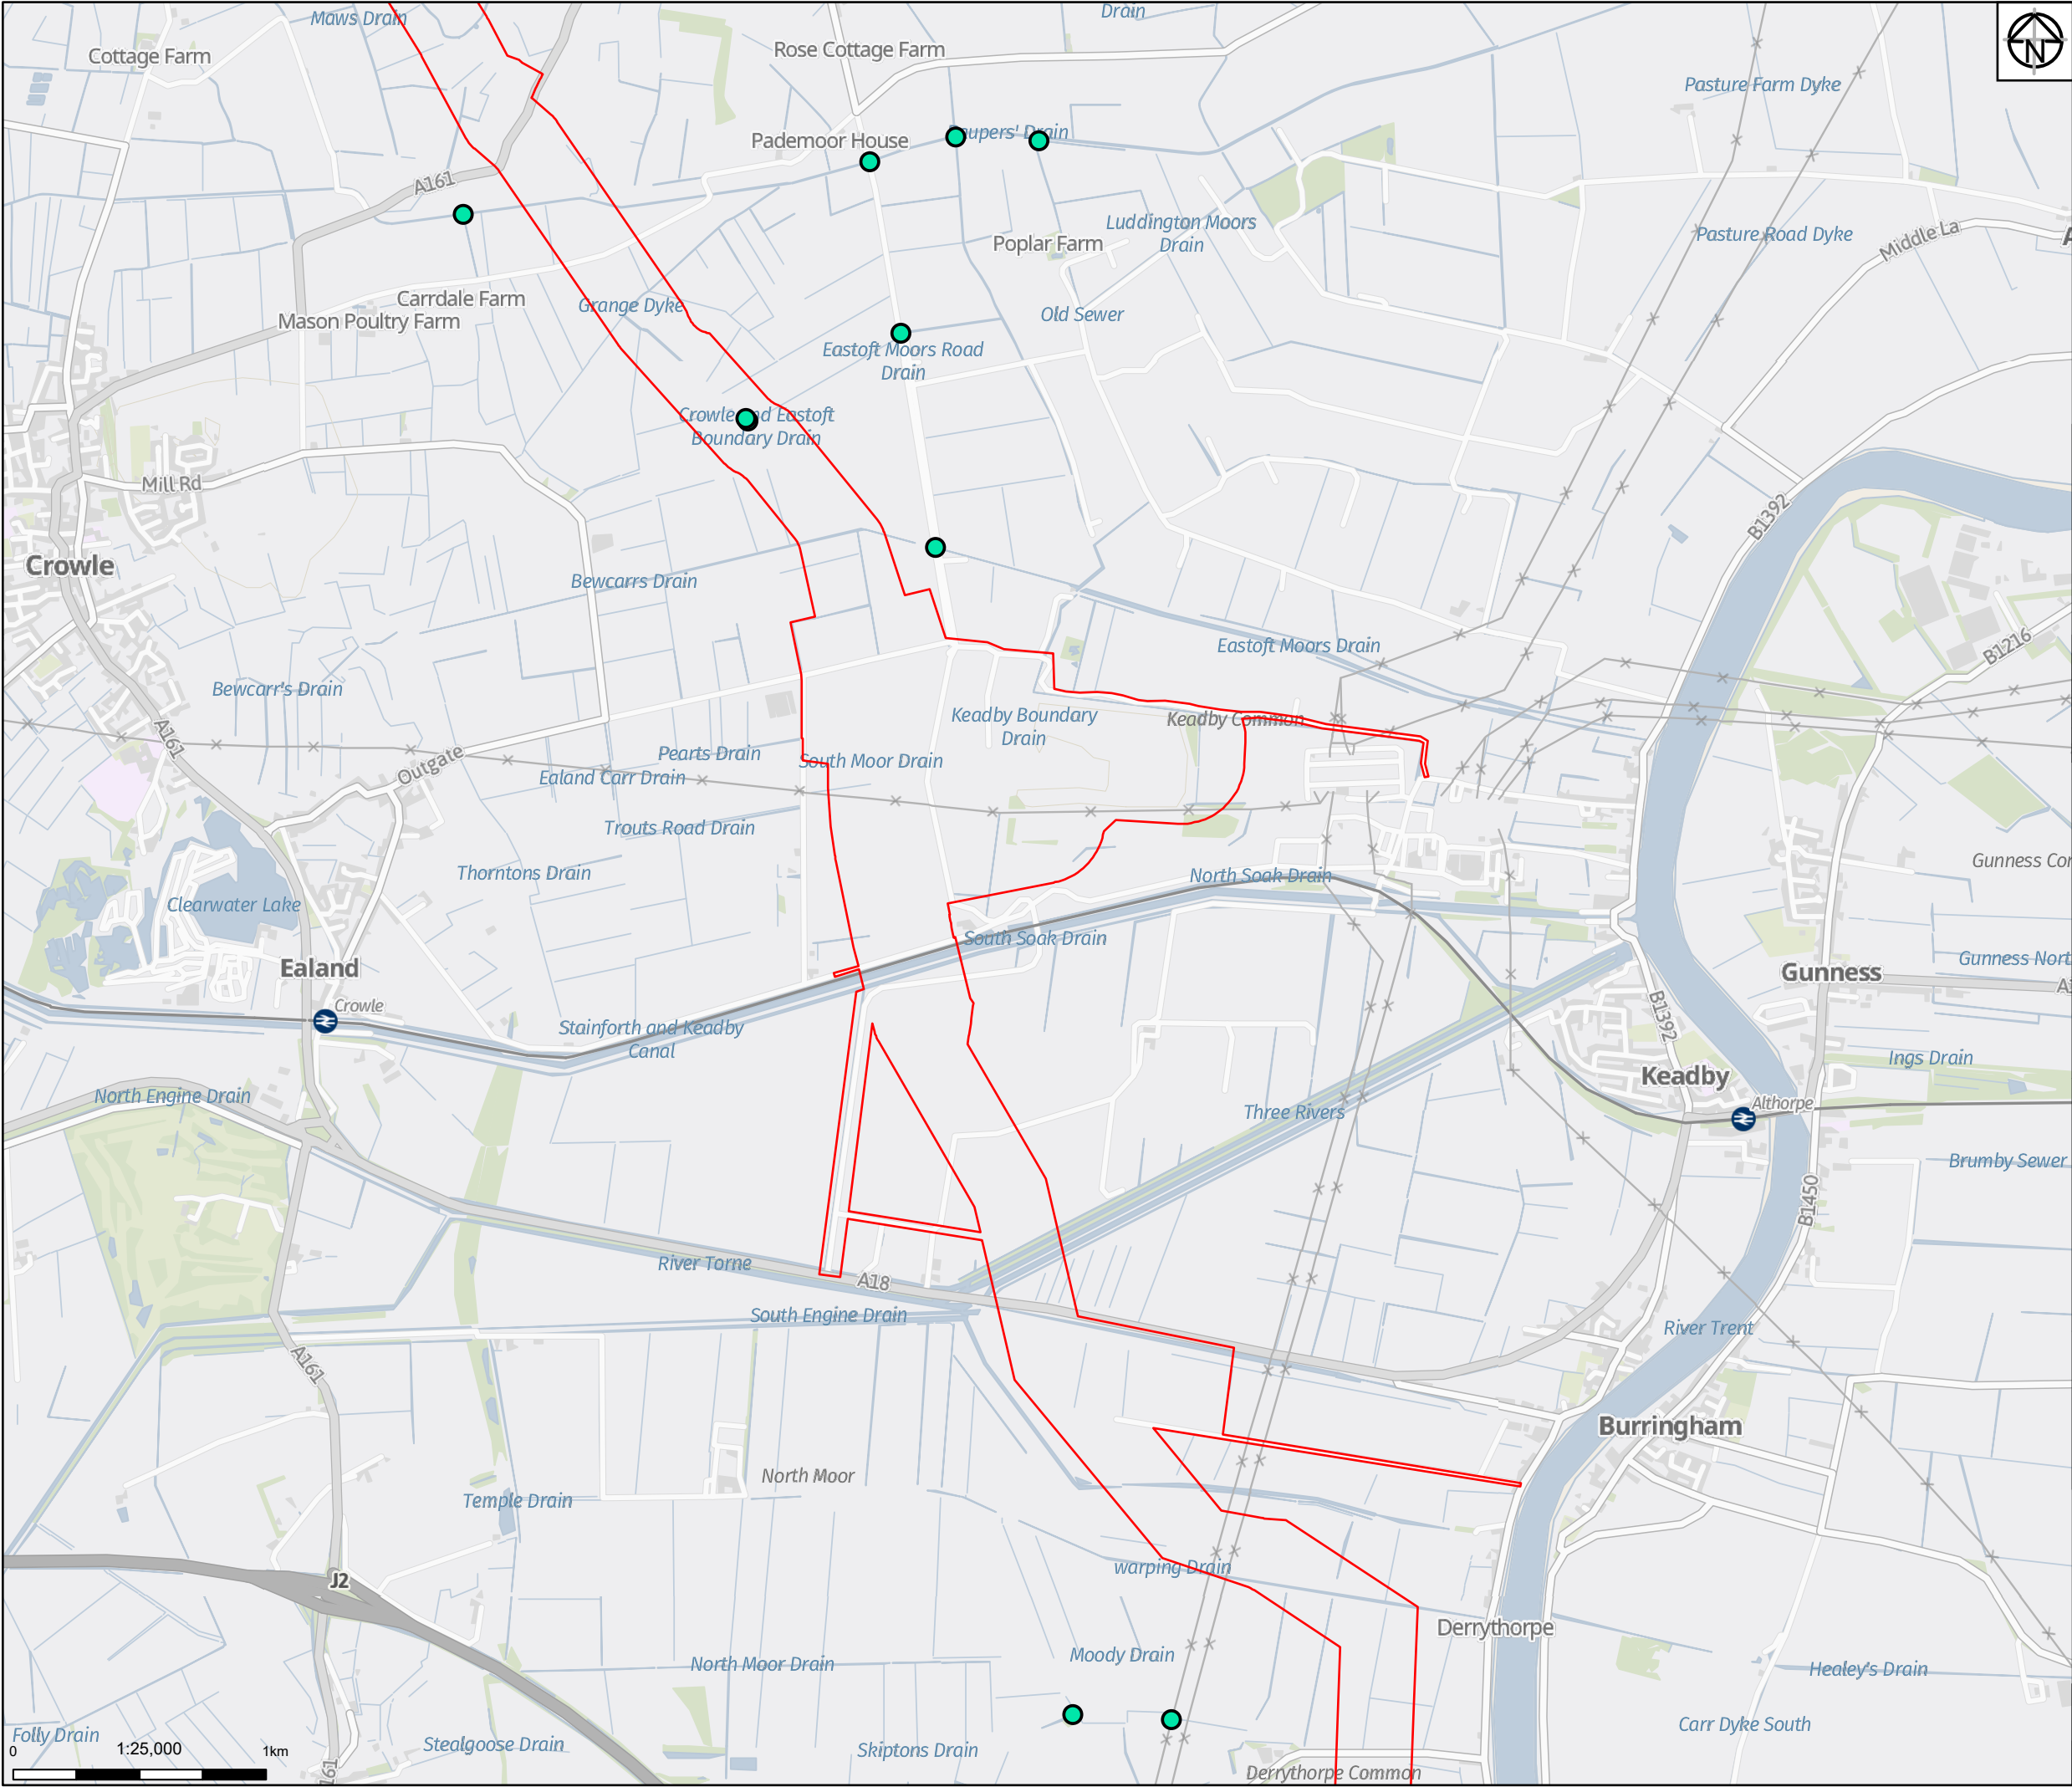 Maws Drain
Drain
Cottage Farm
Rose Cottage Farm
N
Pasture Farm Dyke
Pademoor House
A161
Luddington Moors
Drain
Poplar Farm
Pasture Road Dyke
Middle La
Carrdale Farm
Mason Poultry Farm
Grange Dyke
Old Sewer
Eastoft Moors Road
Drain
Boundary Drain
Mill Rd
B1392
Crowle
Bewcarrs Drain
Eastoft Moors Drain
B1216
Bewcarr's Drain
Keadby Boundary
Drain
Keadby Common
A161
Outgate
Pearts Drain
South Moor Drain
Ealand Carr Drain
Trouts Road Drain
Thorntons Drain
North Soak Drain
Clearwater Lake
South Soak Drain
Ealand
Gunness
Gunness Nort
Crowle
B1392
Stainforth and Keadby
Canal
Ings Drain
Keadby
North Engine Drain
Althorpe
Three Rivers
Brumby Sewer
B1450
River Torne
A18
South Engine Drain
River Trent
A161
Burringham
North Moor
Temple Drain
warping Drain
J2
Derrythorpe
Moody Drain
North Moor Drain
Healey's Drain
Carr Dyke South
Folly Drain
Stealgoose Drain
Skiptons Drain
Derrythorpe Common
0 1:25,000 1km